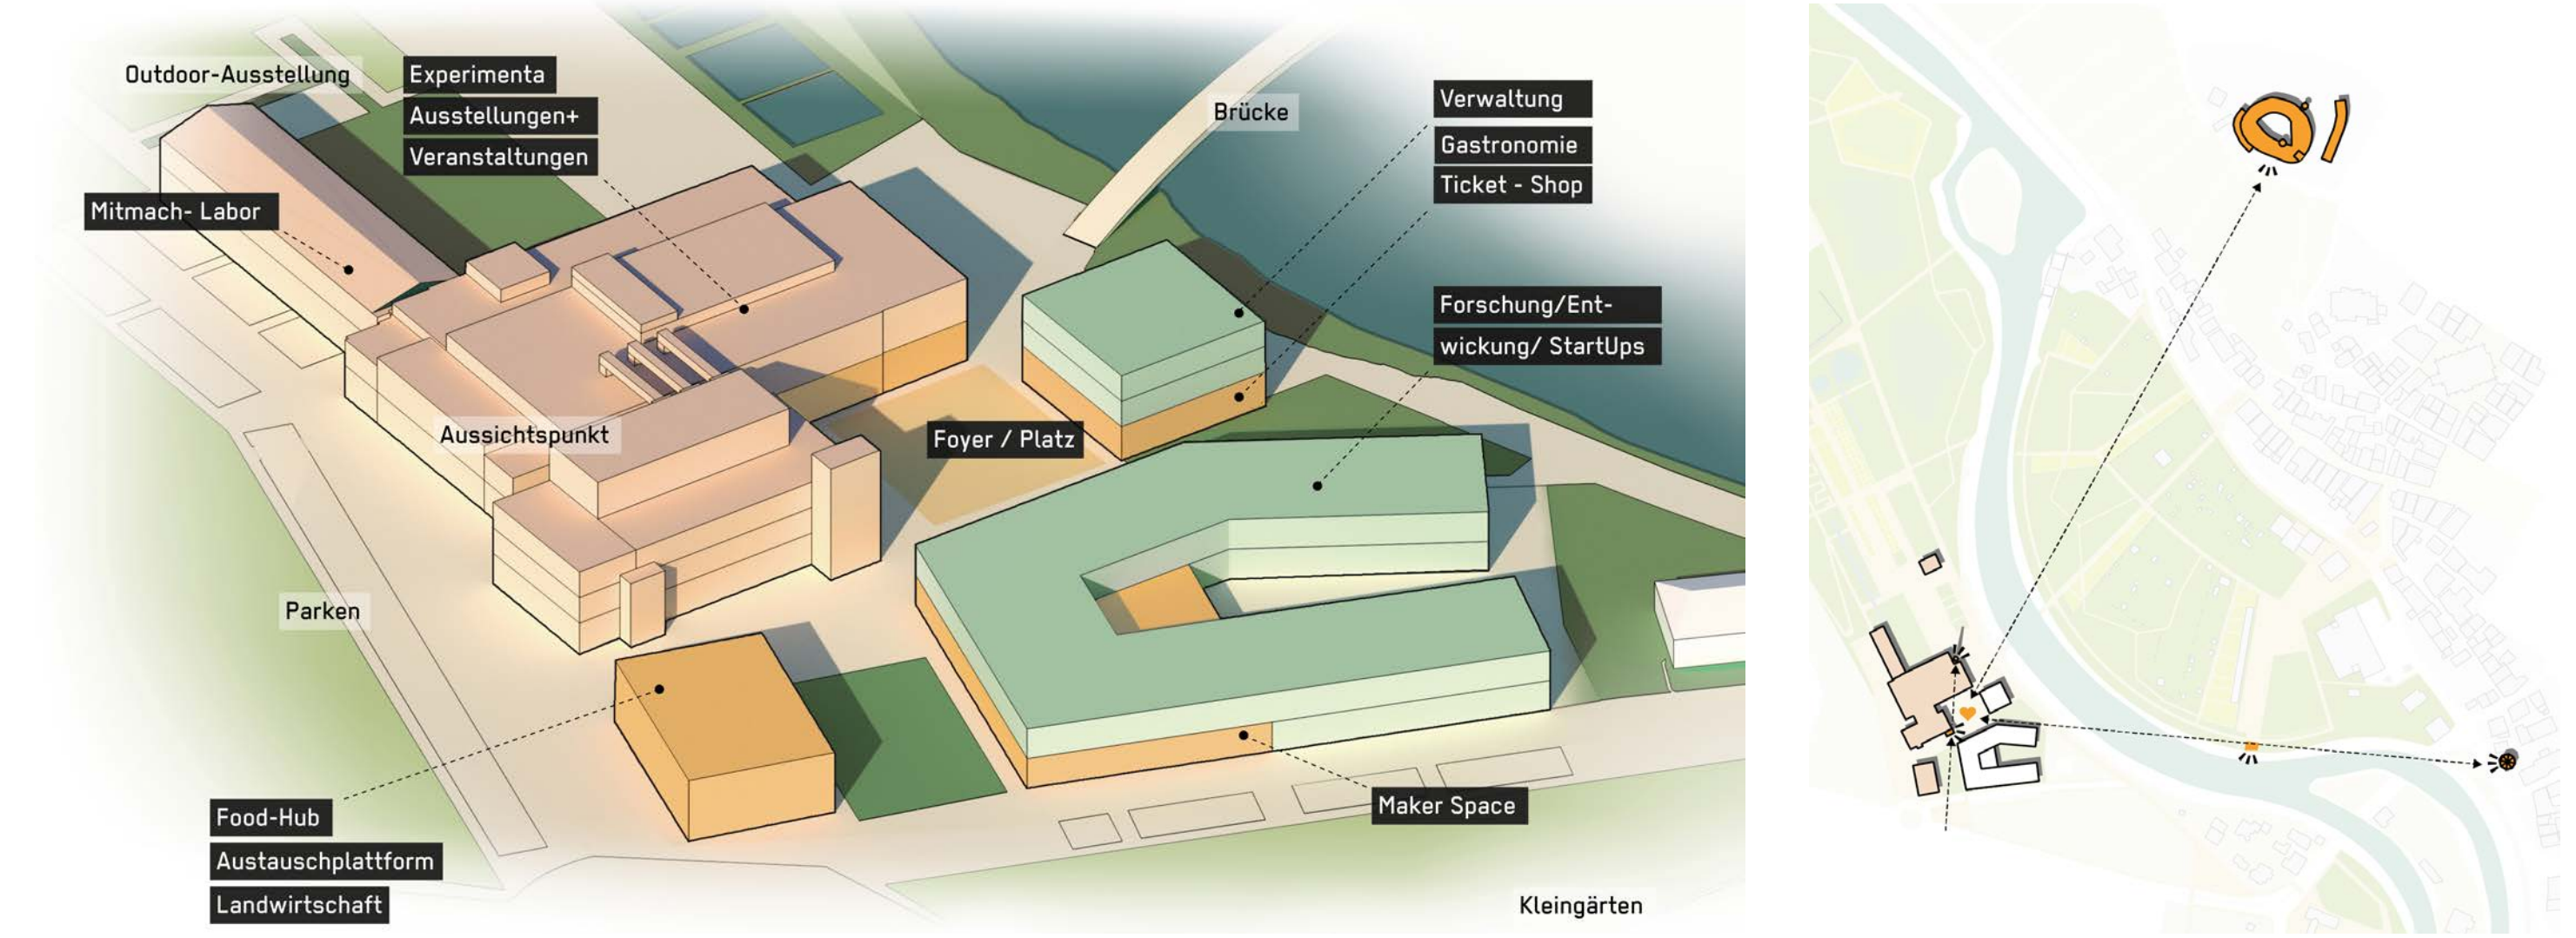 Outdoor-Ausstellung
Experimenta
Ausstellungen+
Veranstaltungen
Mitmach- Labor
Brücke
Verwaltung
Gastronomie
Ticket - Shop
Forschung/Ent-
wickung/ StartUps
Aussichtspunkt
Foyer / Platz
Parken
Food-Hub
Austauschplattform
Landwirtschaft
Maker Space
Kleingärten